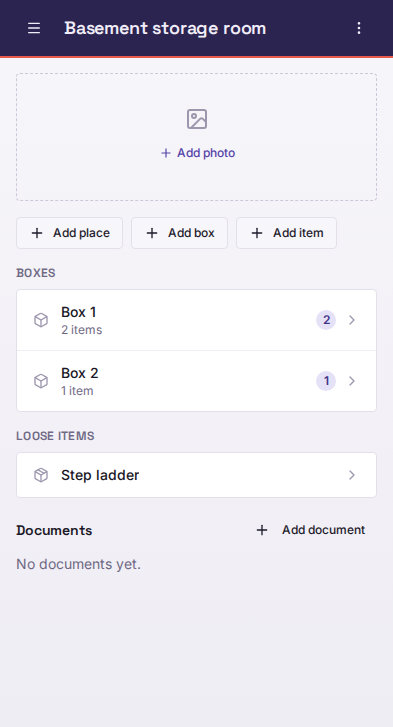 Basement storage room
Add photo
Add place
Add box
Add item
BOXES
Box 1
2 items
2
Box 2
1 item
1
LOOSE ITEMS
Step ladder
Documents
Add document
No documents yet.